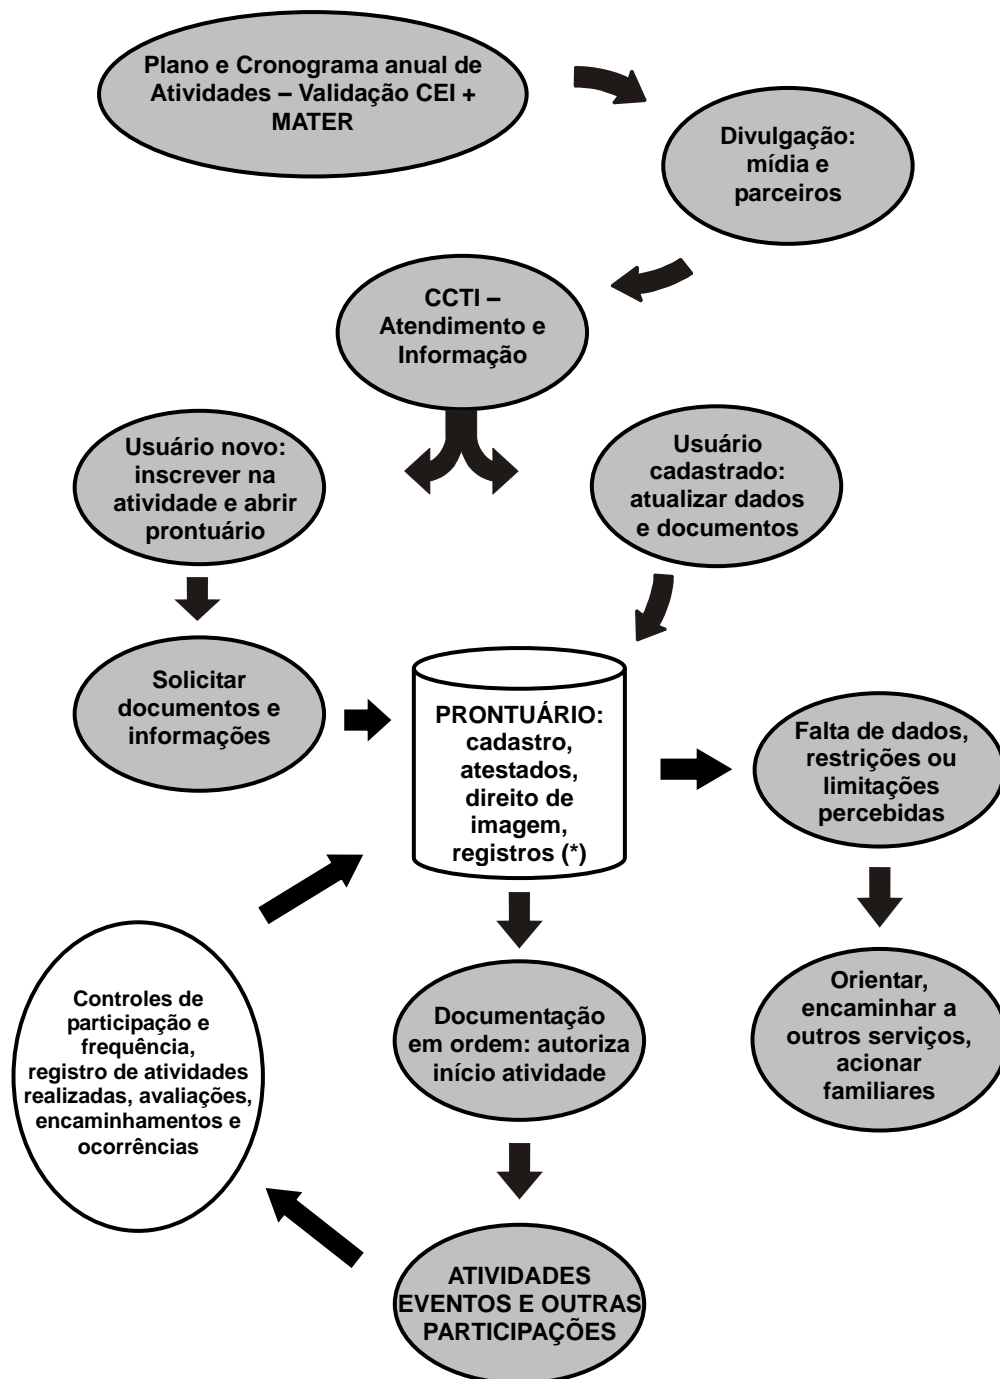 Plano e Cronograma anual de
Atividades – Validação CEI +
MATER
Divulgação:
mídia e
parceiros
CCTI –
Atendimento e
Informação
Usuário novo:
inscrever na
atividade e abrir
prontuário
Usuário
cadastrado:
atualizar dados
e documentos
Solicitar
documentos e
informações
PRONTUÁRIO:
cadastro,
atestados,
direito de
imagem,
registros (*)
Falta de dados,
restrições ou
limitações
percebidas
Controles de
participação e
frequência,
registro de atividades
realizadas, avaliações,
encaminhamentos e
ocorrências
Documentação
em ordem: autoriza
início atividade
Orientar,
encaminhar a
outros serviços,
acionar
familiares
ATIVIDADES
EVENTOS E OUTRAS
PARTICIPAÇÕES